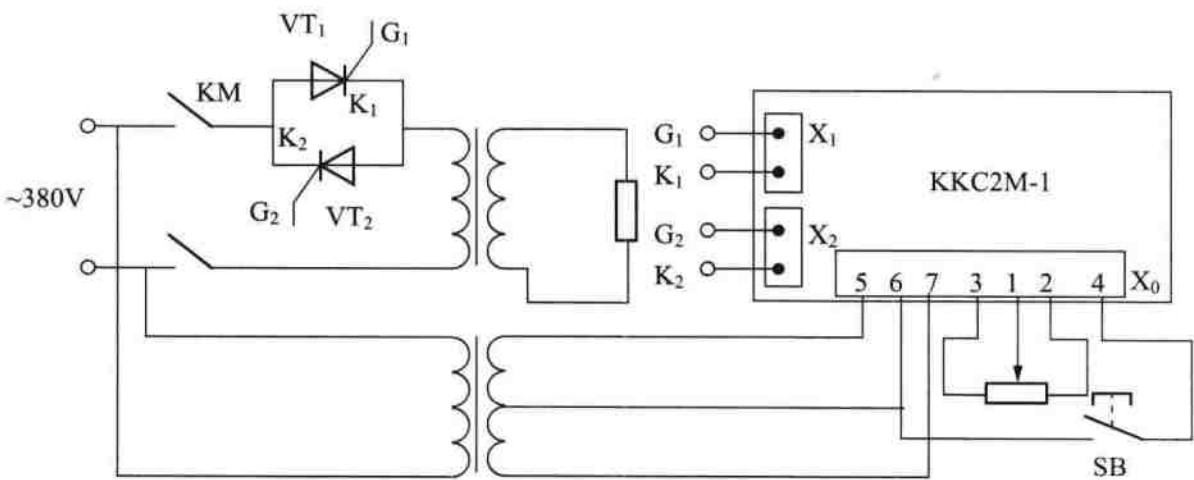 VT₁
G₁
KM
K₁
K₂
~380V
G₂
VT₂
G₁
X₁
K₁
KKC2M-1
G₂
X₂
K₂
5 6 7 3 1 2 4
X₀
SB